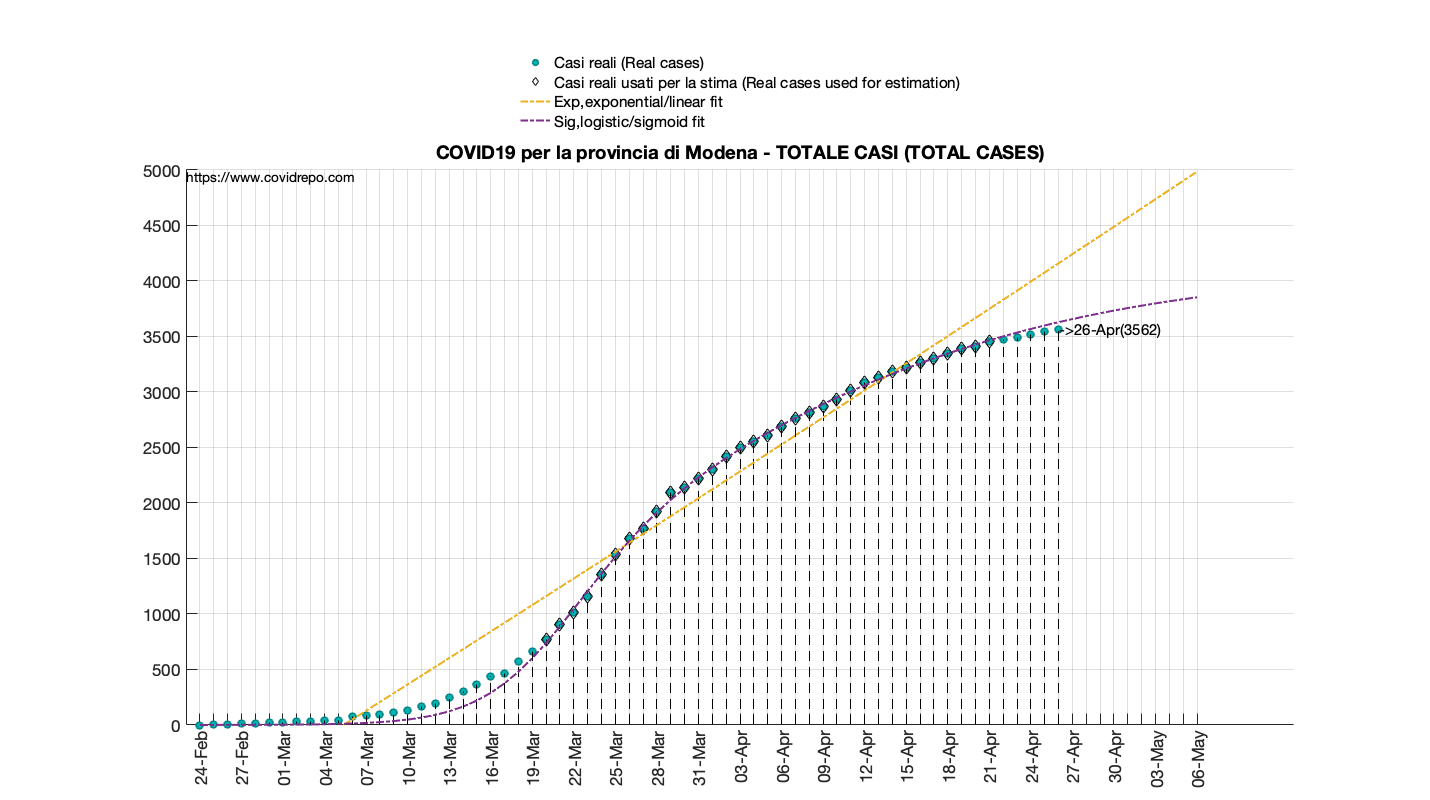 Casi reali (Real cases)
Casi reali usati per la stima (Real cases used for estimation)
Exp,exponential/linear fit
Sig,logistic/sigmoid fit
COVID19 per la provincia di Modena - TOTALE CASI (TOTAL CASES)
https://www.covidrepo.com
5000
4500
4000
3500
3000
2500
2000
1500
1000
500
0
->26-Apr(3562)
24-Feb
27-Feb
01-Mar
04-Mar
07-Mar
10-Mar
13-Mar
16-Mar
19-Mar
22-Mar
25-Mar
28-Mar
31-Mar
03-Apr
06-Apr
09-Apr
12-Apr
15-Apr
18-Apr
21-Apr
24-Apr
27-Apr
30-Apr
03-May
06-May